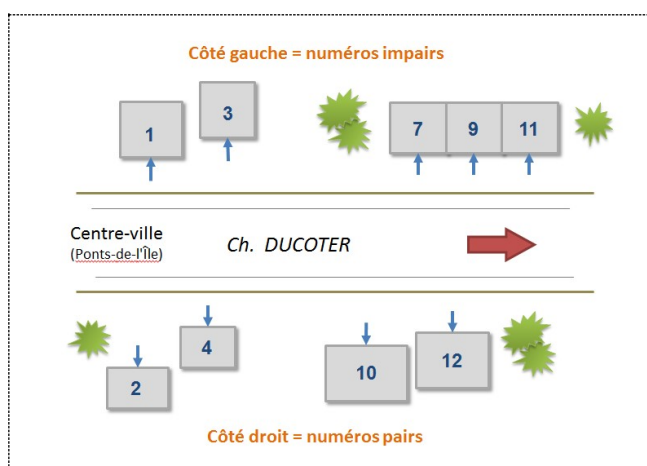 Côté gauche = numéros impairs
1
3
7
9
11
Centre-ville
(Ponts-de-l'Île)
Ch. DUCOTER
2
4
10
12
Côté droit = numéros pairs